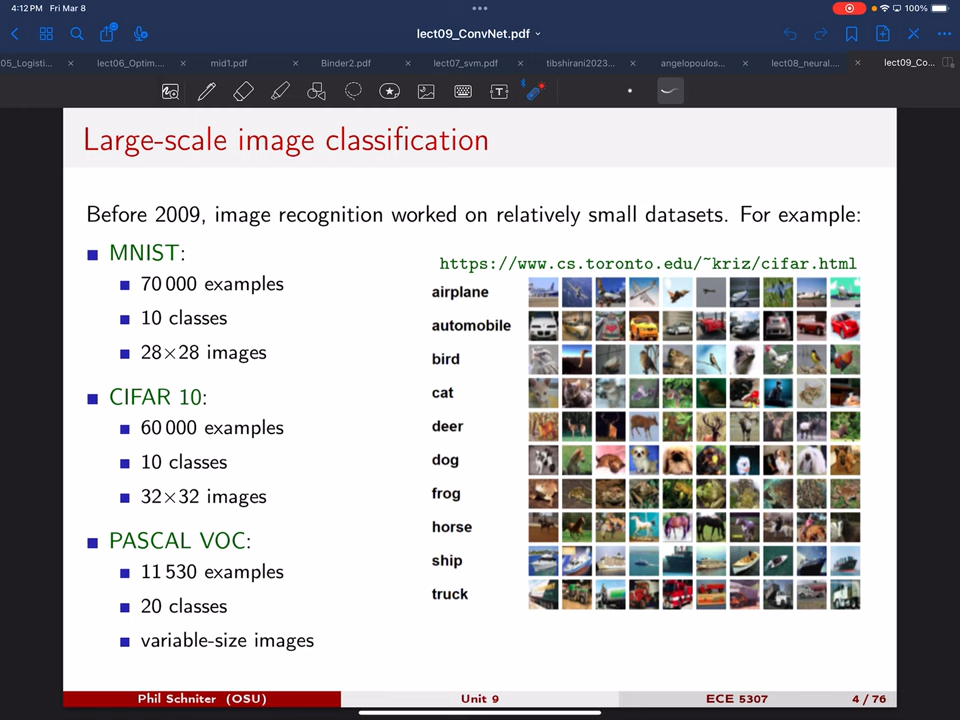 4:12 PM Fri Mar 8
100%
lect09_ConvNet.pdf
05_Logisti...
lect06_Optim....
mid1.pdf
Binder2.pdf
lect07_svm.pdf
tibshirani2023...
angelopoulos...
lect08_neural....
lect09_Co...
Large-scale image classification
Before 2009, image recognition worked on relatively small datasets. For example:
MNIST:
70 000 examples
10 classes
28×28 images
CIFAR 10:
60 000 examples
10 classes
32×32 images
PASCAL VOC:
11 530 examples
20 classes
variable-size images
https://www.cs.toronto.edu/~kriz/cifar.html
airplane
automobile
bird
cat
deer
dog
frog
horse
ship
truck
Phil Schniter (OSU)
Unit 9
ECE 5307
4 / 76